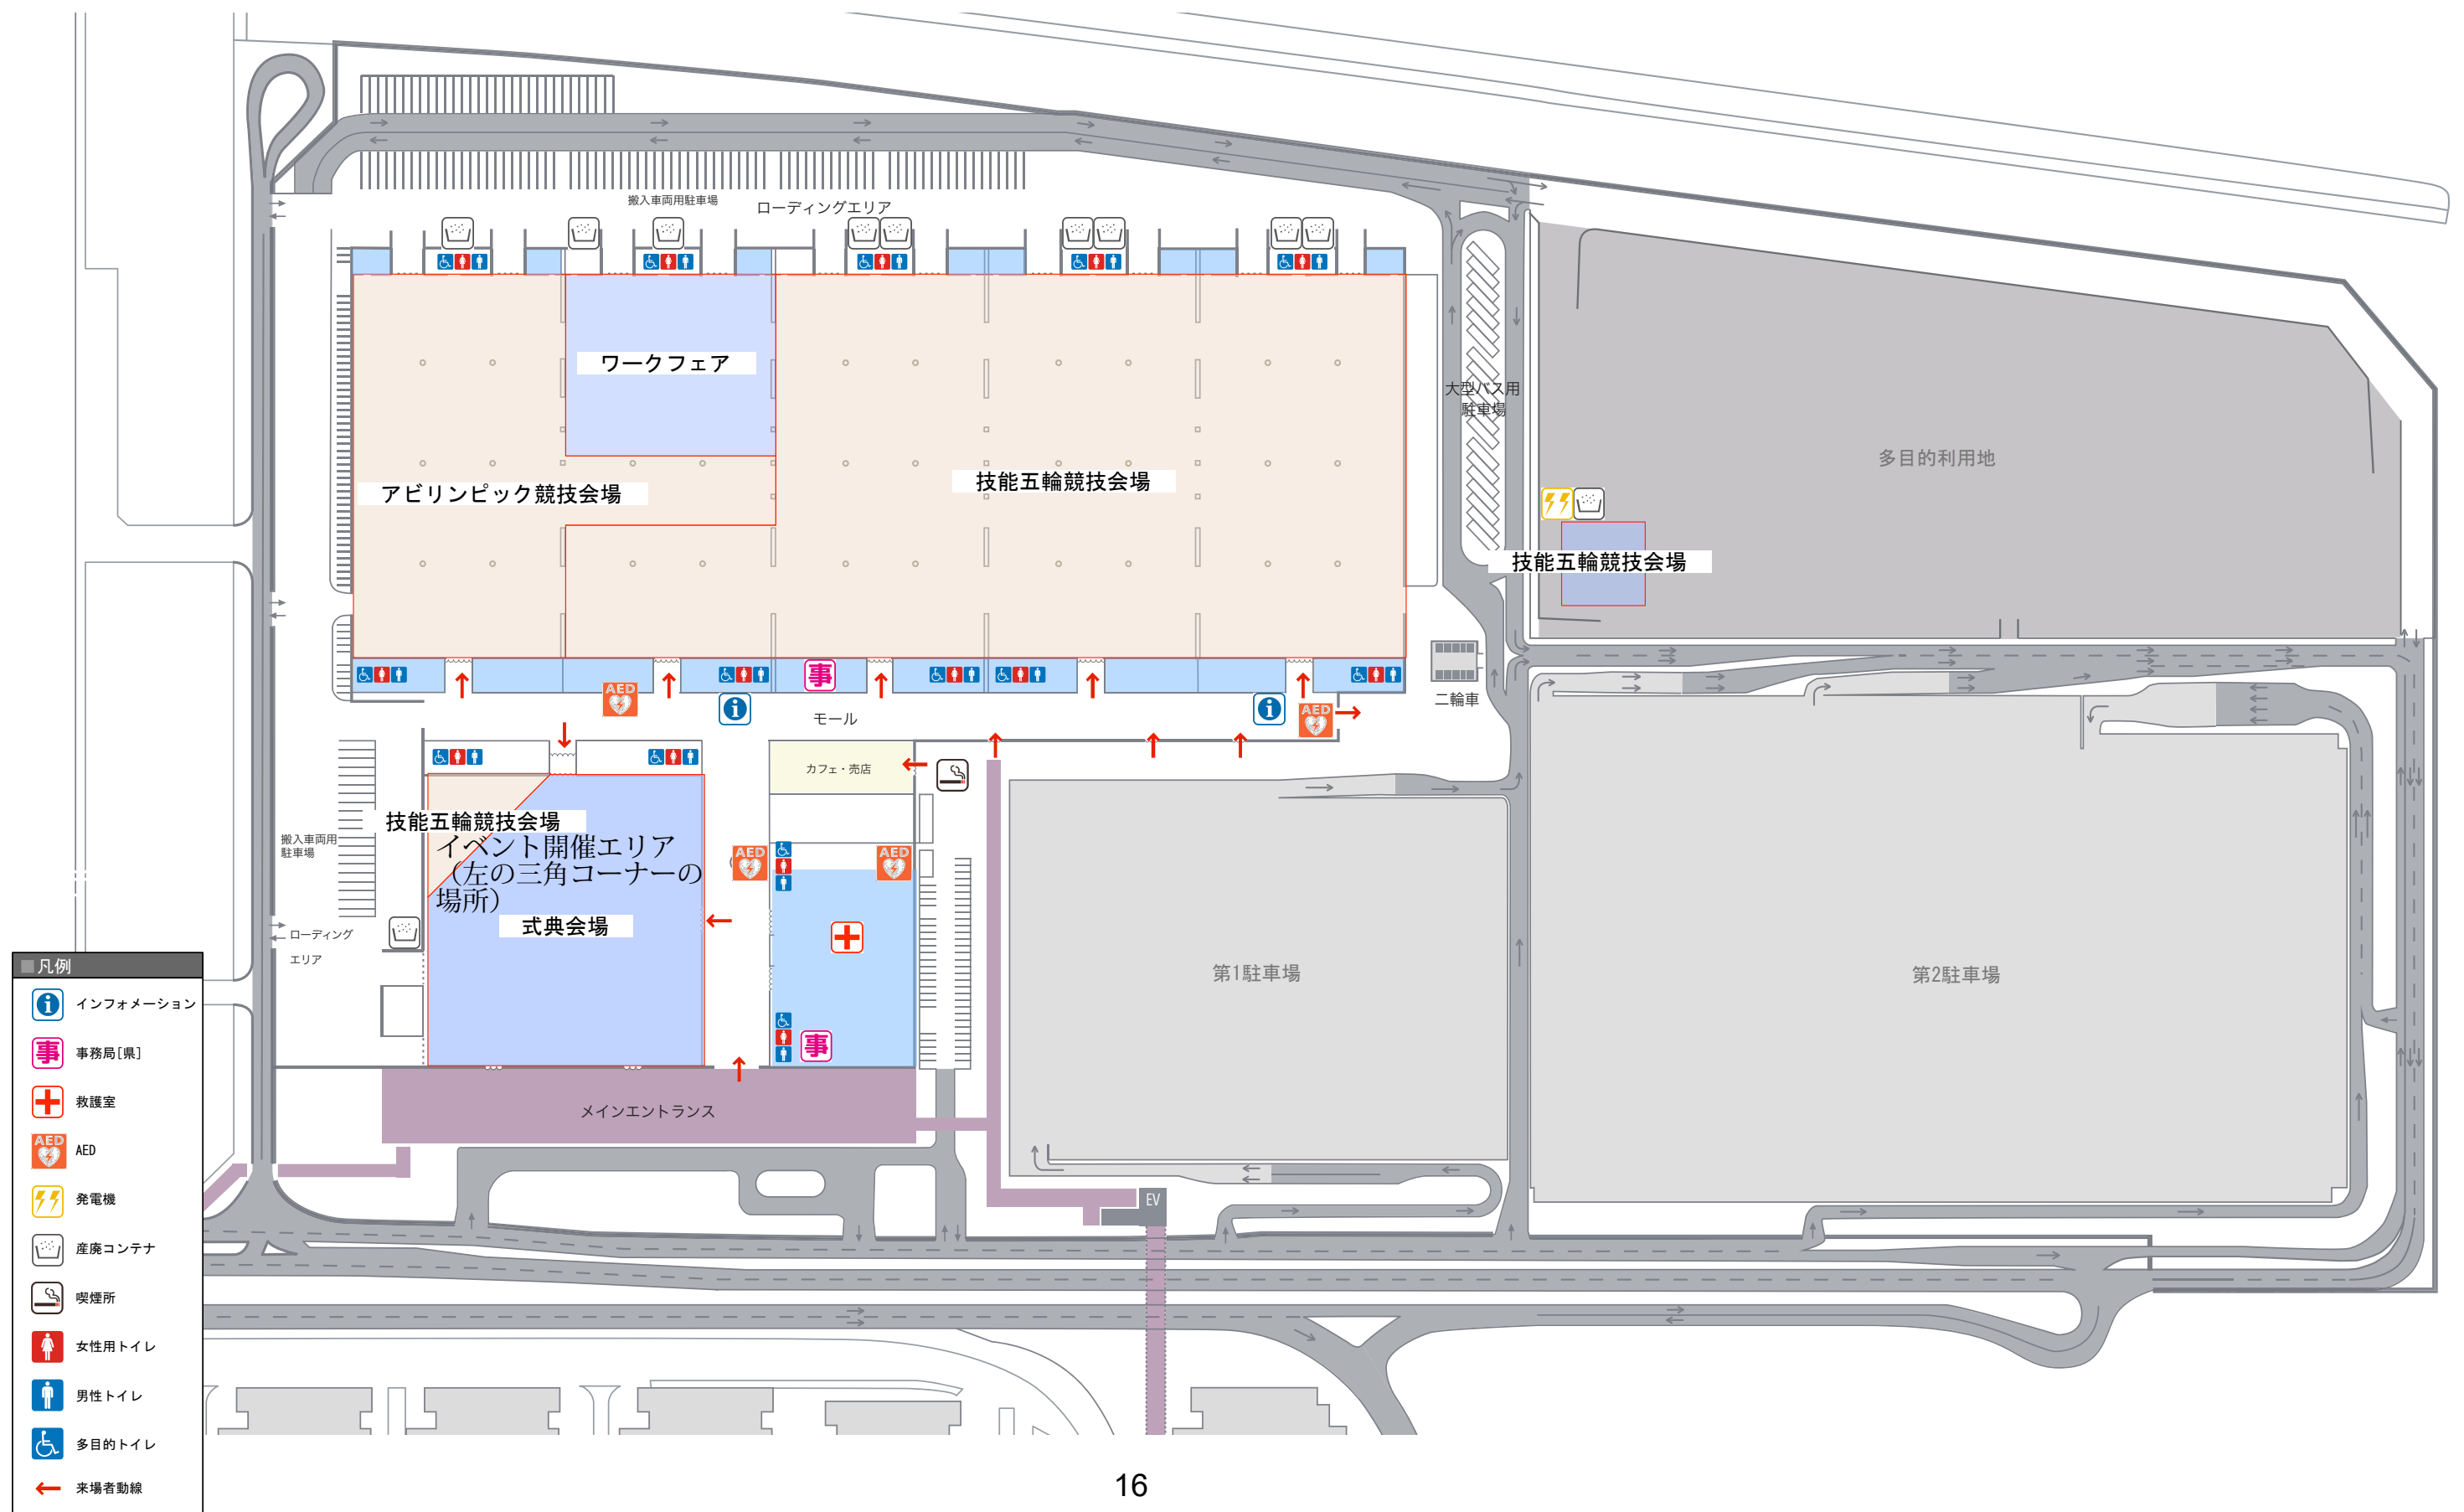 搬入車両用駐車場
ローディングエリア
ワークフェア
大型バス用
駐車場
多目的利用地
技能五輪競技会場
アビリンピック競技会場
技能五輪競技会場
事
AED
二輪車
AED
モール
カフェ・売店
技能五輪競技会場
イベント開催エリア
(左の三角コーナーの
場所)
搬入車両用
駐車場
AED
AED
式典会場
ローディング
エリア
第1駐車場
第2駐車場
事
メインエントランス
EV
■凡例
インフォメーション
事 事務局[県]
救護室
AED AED
発電機
産廃コンテナ
喫煙所
女性用トイレ
男性トイレ
多目的トイレ
来場者動線
16